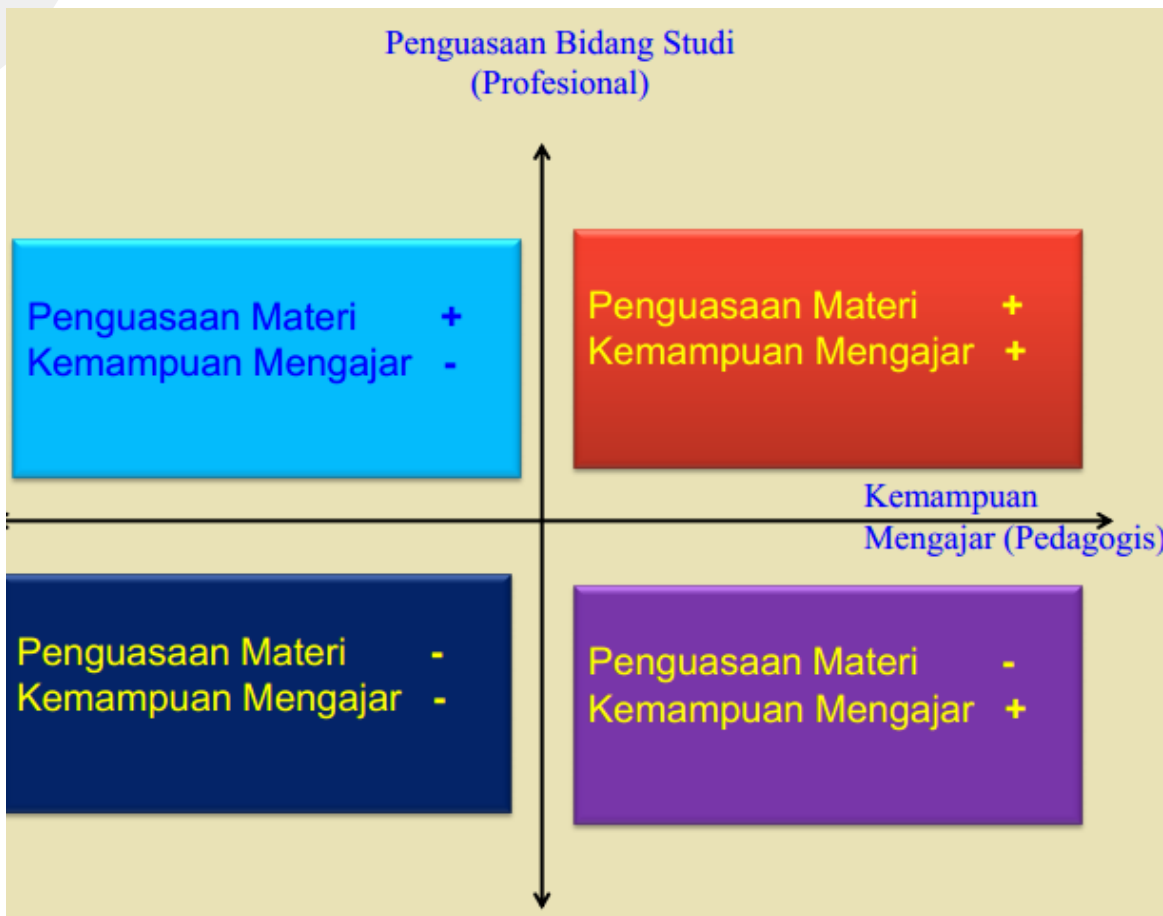 Penguasaan Bidang Studi
(Profesional)
Penguasaan Materi +
Kemampuan Mengajar -
Penguasaan Materi +
Kemampuan Mengajar +
Kemampuan
Mengajar (Pedagogis)
Penguasaan Materi -
Kemampuan Mengajar -
Penguasaan Materi -
Kemampuan Mengajar +